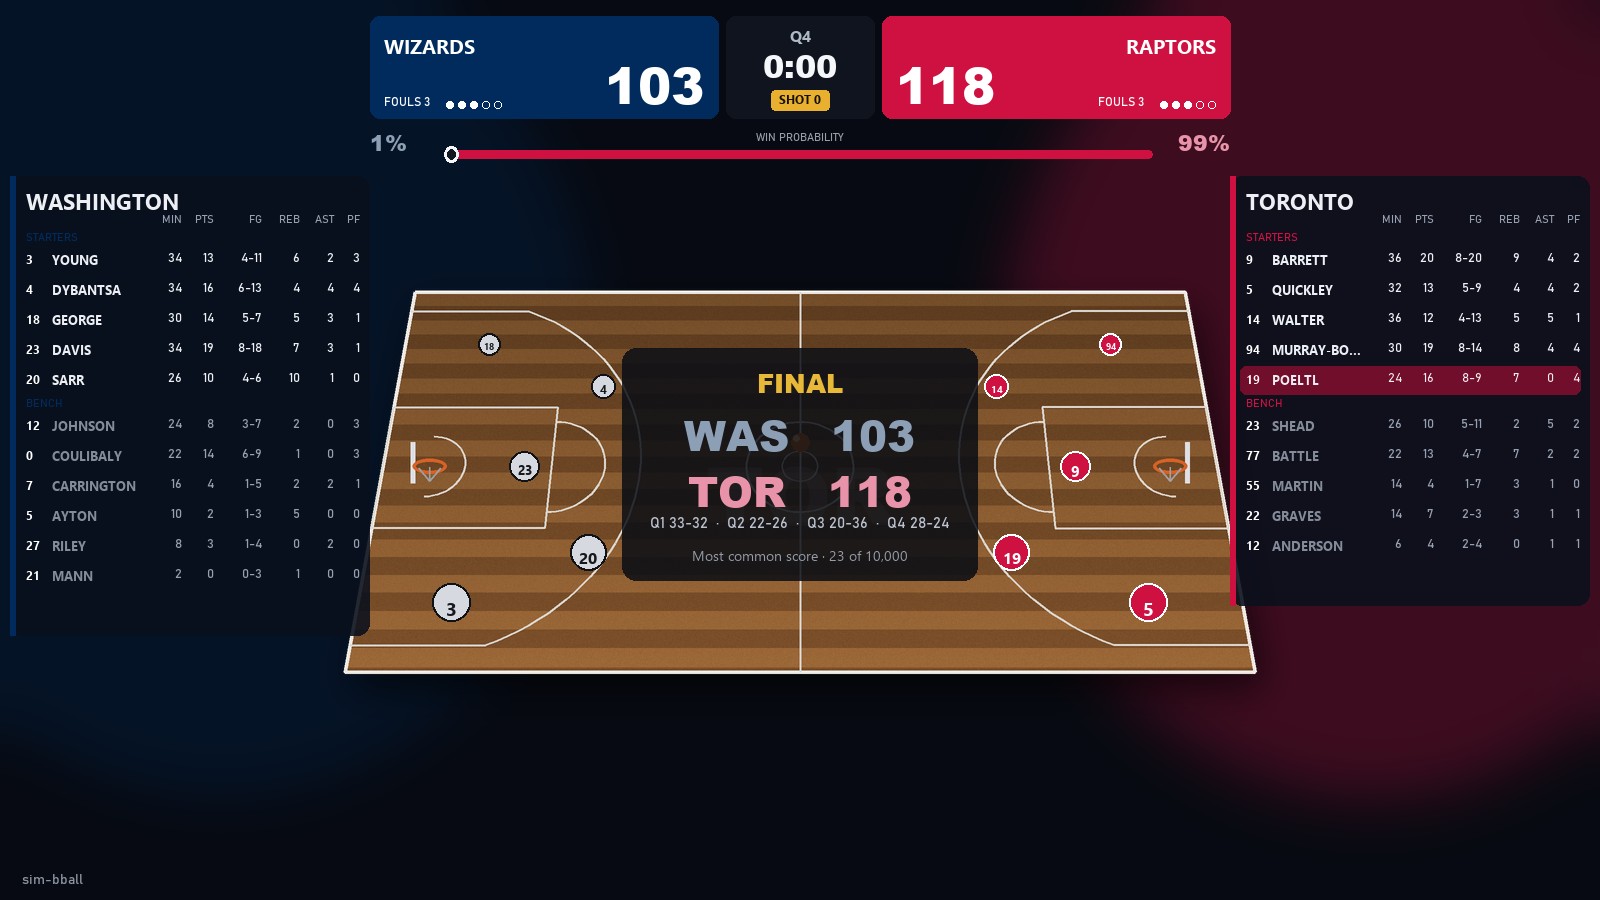 WIZARDS
103
FOULS 3
Q4
0:00
SHOT 0
RAPTORS
118
FOULS 3
1%
WIN PROBABILITY
99%
WASHINGTON
MIN PTS FG REB AST PF
STARTERS
3 YOUNG 34 13 4-11 6 2 3
4 DYBANTSA 34 16 6-13 4 4 4
18 GEORGE 30 14 5-7 5 3 1
23 DAVIS 34 19 8-18 7 3 1
20 SARR 26 10 4-6 10 1 0
BENCH
12 JOHNSON 24 8 3-7 2 0 3
0 COULIBALY 22 14 6-9 1 0 3
7 CARRINGTON 16 4 1-5 2 2 1
5 AYTON 10 2 1-3 5 0 0
27 RILEY 8 3 1-4 0 2 0
21 MANN 2 0 0-3 1 0 0
18
4
23
20
3
FINAL
WAS 103
TOR 118
Q1 33-32 · Q2 22-26 · Q3 20-36 · Q4 28-24
Most common score · 23 of 10,000
94
14
9
19
5
TORONTO
MIN PTS FG REB AST PF
STARTERS
9 BARRETT 36 20 8-20 9 4 2
5 QUICKLEY 32 13 5-9 4 4 2
14 WALTER 36 12 4-13 5 5 1
94 MURRAY-BO... 30 19 8-14 8 4 4
19 POELTL 24 16 8-9 7 0 4
BENCH
23 SHEAD 26 10 5-11 2 5 2
77 BATTLE 22 13 4-7 7 2 2
55 MARTIN 14 4 1-7 3 1 0
22 GRAVES 14 7 2-3 3 1 1
12 ANDERSON 6 4 2-4 0 1 1
sim-bball